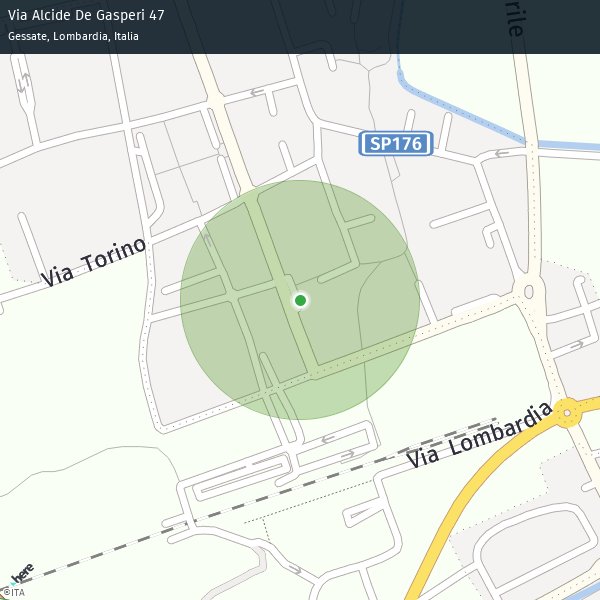 Via Alcide De Gasperi 47
Gessate, Lombardia, Italia
rile
SP176
Via Torino
Via Lombardia
here
©ITA